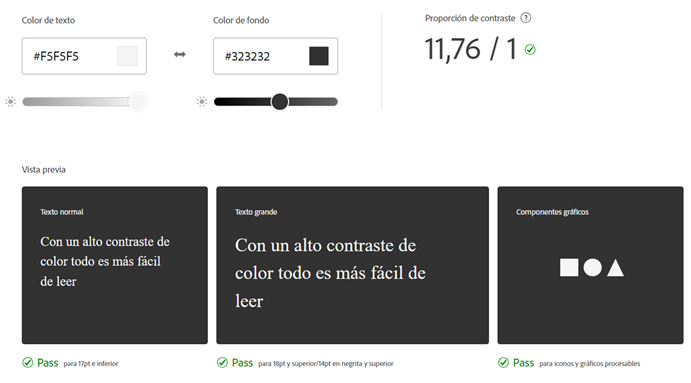 Color de texto
Color de fondo
Proporción de contraste ?
#F5F5F5
#323232
11,76 / 1
Vista previa
Texto normal
Con un alto contraste de
color todo es más fácil
de leer
Texto grande
Con un alto contraste de
color todo es más fácil de
leer
Componentes gráficos
Pass para 17pt e inferior
Pass para 18pt y superior/14pt en negrita y superior
Pass para iconos y gráficos procesables